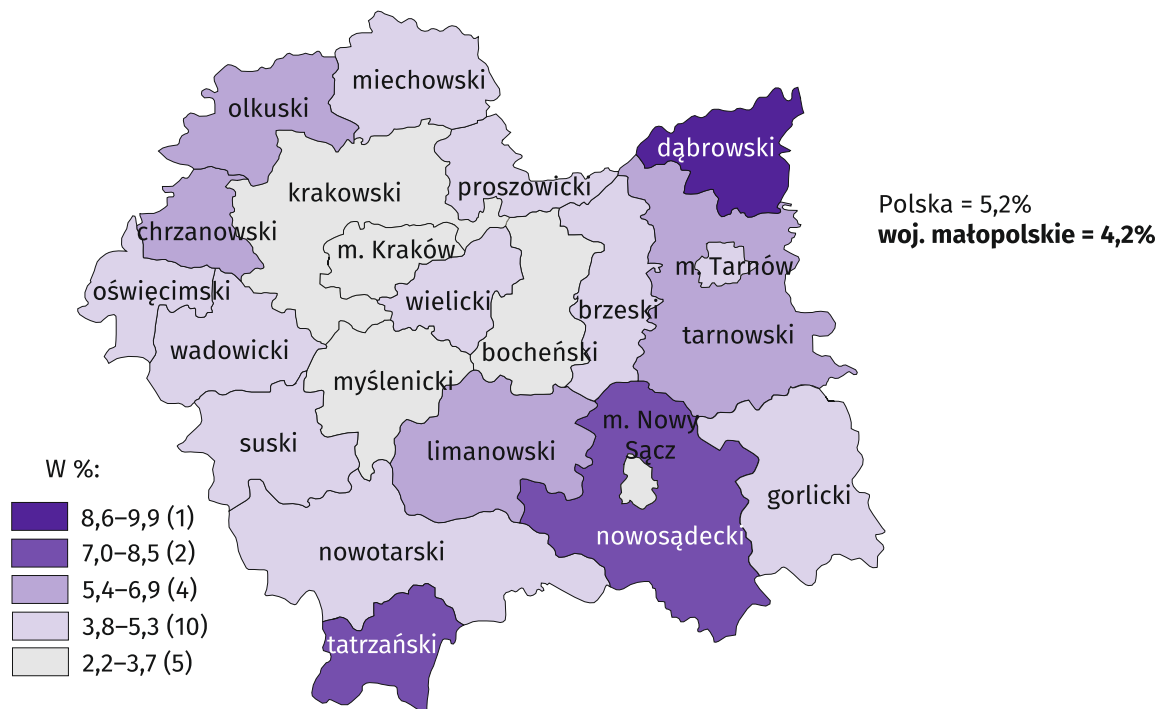 miechowski
olkuski
dąbrowski
krakowski
proszowicki
Polska = 5,2%
woj. małopolskie = 4,2%
chrzanowski
m. Kraków
m. Tarnów
oświęcimski
wielicki
brzeski
tarnowski
wadowicki
bocheński
myślenicki
m. Nowy
Sącz
suski
limanowski
W %:
gorlicki
8,6–9,9 (1)
nowosądecki
7,0–8,5 (2)
nowotarski
5,4–6,9 (4)
3,8–5,3 (10)
tatrzański
2,2–3,7 (5)